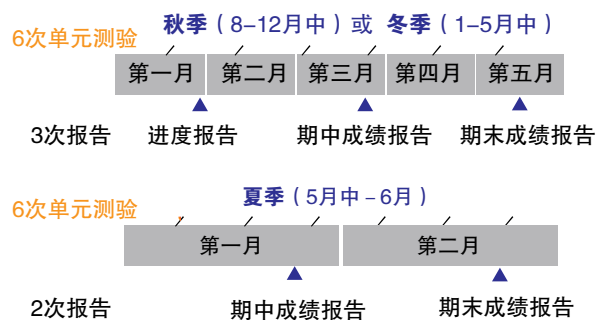 秋季（8-12月中）或 冬季（1-5月中）
6次单元测验
第一月 第二月 第三月 第四月 第五月
3次报告 进度报告 期中成绩报告 期末成绩报告
夏季（5月中 – 6月）
6次单元测验
第一月 第二月
2次报告 期中成绩报告 期末成绩报告